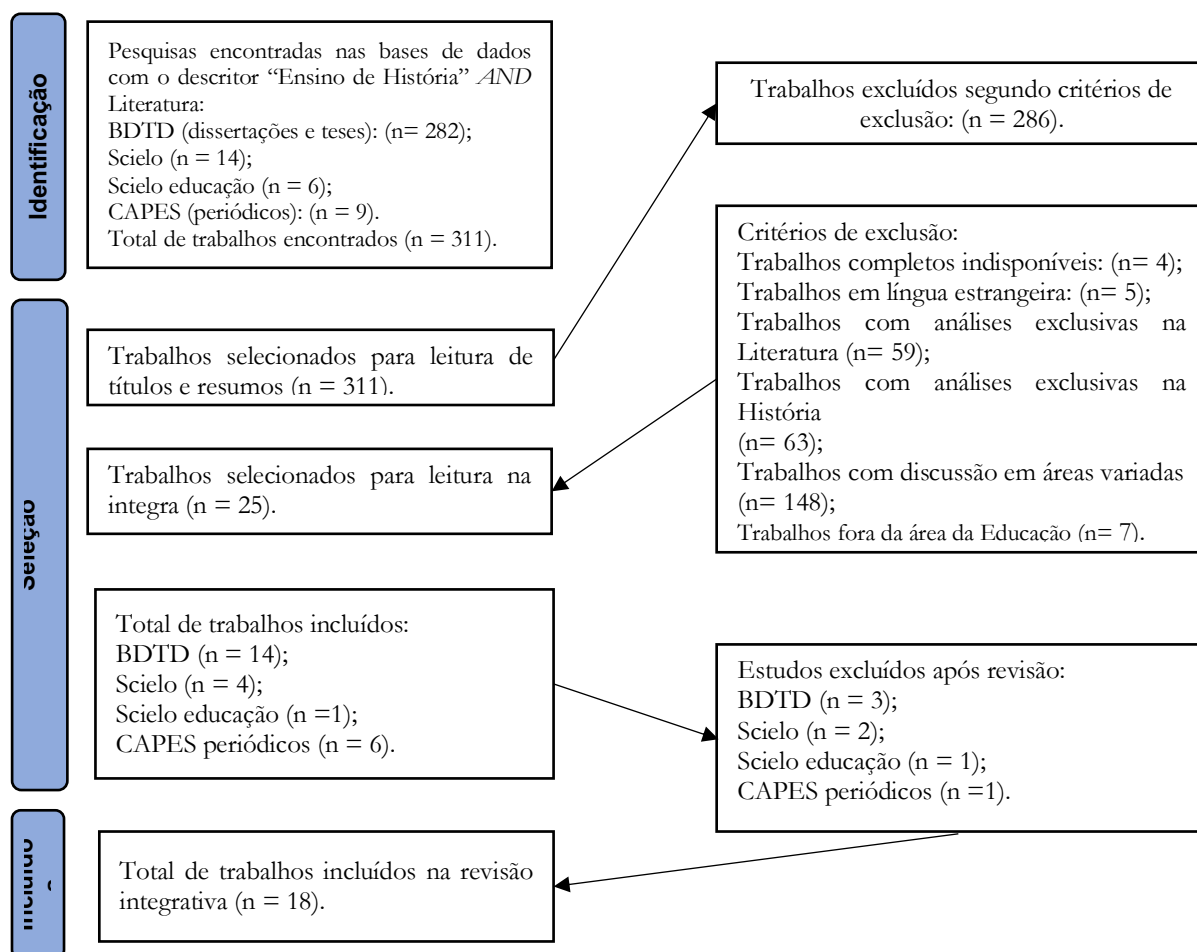 Identificação
Pesquisas encontradas nas bases de dados
com o descritor “Ensino de História” AND
Literatura:
BDTD (dissertações e teses): (n= 282);
Scielo (n = 14);
Scielo educação (n = 6);
CAPES (periódicos): (n = 9).
Total de trabalhos encontrados (n = 311).
Trabalhos excluídos segundo critérios de
exclusão: (n = 286).
Seleção
Trabalhos selecionados para leitura de
títulos e resumos (n = 311).
Critérios de exclusão:
Trabalhos completos indisponíveis: (n= 4);
Trabalhos em língua estrangeira: (n= 5);
Trabalhos com análises exclusivas na
Literatura (n= 59);
Trabalhos com análises exclusivas na
História
(n= 63);
Trabalhos com discussão em áreas variadas
(n= 148);
Trabalhos fora da área da Educação (n= 7).
Trabalhos selecionados para leitura na
integra (n = 25).
Total de trabalhos incluídos:
BDTD (n = 14);
Scielo (n = 4);
Scielo educação (n =1);
CAPES periódicos (n = 6).
Estudos excluídos após revisão:
BDTD (n = 3);
Scielo (n = 2);
Scielo educação (n = 1);
CAPES periódicos (n =1).
Incluído
Total de trabalhos incluídos na revisão
integrativa (n = 18).